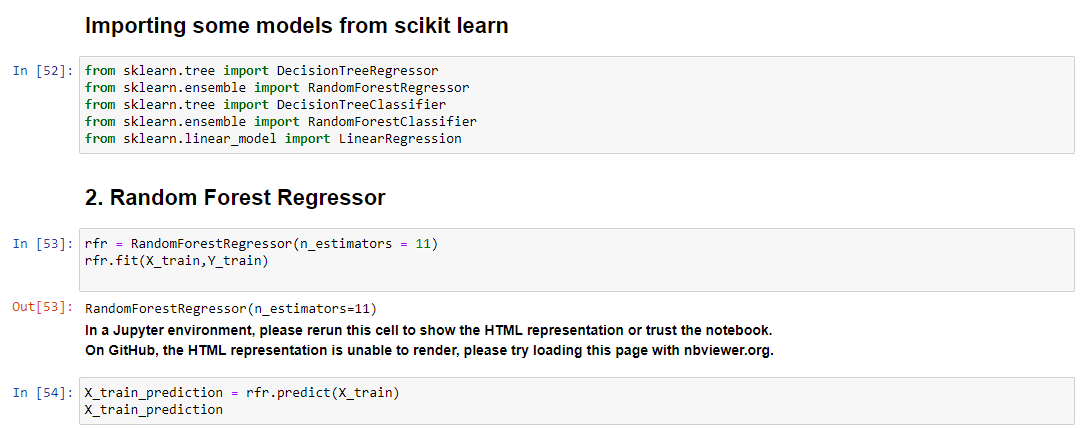 Importing some models from scikit learn
In [52]: from sklearn.tree import DecisionTreeRegressor
from sklearn.ensemble import RandomForestRegressor
from sklearn.tree import DecisionTreeClassifier
from sklearn.ensemble import RandomForestClassifier
from sklearn.linear_model import LinearRegression
2. Random Forest Regressor
In [53]: rfr = RandomForestRegressor(n_estimators = 11)
rfr.fit(X_train,Y_train)
Out[53]: RandomForestRegressor(n_estimators=11)
In a Jupyter environment, please rerun this cell to show the HTML representation or trust the notebook.
On GitHub, the HTML representation is unable to render, please try loading this page with nbviewer.org.
In [54]: X_train_prediction = rfr.predict(X_train)
X_train_prediction